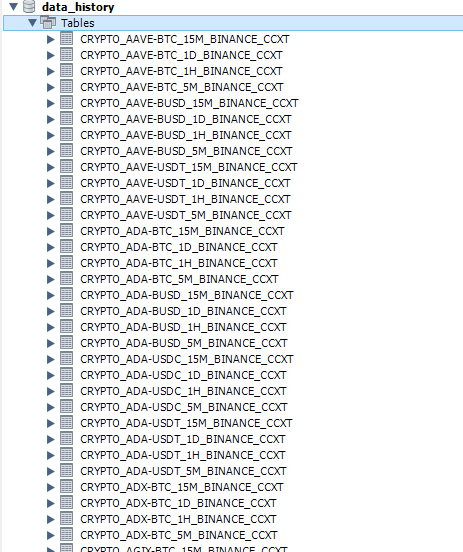 data_history
Tables
CRYPTO_AAVE-BTC_15M_BINANCE_CCXT
CRYPTO_AAVE-BTC_1D_BINANCE_CCXT
CRYPTO_AAVE-BTC_1H_BINANCE_CCXT
CRYPTO_AAVE-BTC_5M_BINANCE_CCXT
CRYPTO_AAVE-BUSD_15M_BINANCE_CCXT
CRYPTO_AAVE-BUSD_1D_BINANCE_CCXT
CRYPTO_AAVE-BUSD_1H_BINANCE_CCXT
CRYPTO_AAVE-BUSD_5M_BINANCE_CCXT
CRYPTO_AAVE-USDT_15M_BINANCE_CCXT
CRYPTO_AAVE-USDT_1D_BINANCE_CCXT
CRYPTO_AAVE-USDT_1H_BINANCE_CCXT
CRYPTO_AAVE-USDT_5M_BINANCE_CCXT
CRYPTO_ADA-BTC_15M_BINANCE_CCXT
CRYPTO_ADA-BTC_1D_BINANCE_CCXT
CRYPTO_ADA-BTC_1H_BINANCE_CCXT
CRYPTO_ADA-BTC_5M_BINANCE_CCXT
CRYPTO_ADA-BUSD_15M_BINANCE_CCXT
CRYPTO_ADA-BUSD_1D_BINANCE_CCXT
CRYPTO_ADA-BUSD_1H_BINANCE_CCXT
CRYPTO_ADA-BUSD_5M_BINANCE_CCXT
CRYPTO_ADA-USDC_15M_BINANCE_CCXT
CRYPTO_ADA-USDC_1D_BINANCE_CCXT
CRYPTO_ADA-USDC_1H_BINANCE_CCXT
CRYPTO_ADA-USDC_5M_BINANCE_CCXT
CRYPTO_ADA-USDT_15M_BINANCE_CCXT
CRYPTO_ADA-USDT_1D_BINANCE_CCXT
CRYPTO_ADA-USDT_1H_BINANCE_CCXT
CRYPTO_ADA-USDT_5M_BINANCE_CCXT
CRYPTO_ADX-BTC_15M_BINANCE_CCXT
CRYPTO_ADX-BTC_1D_BINANCE_CCXT
CRYPTO_ADX-BTC_1H_BINANCE_CCXT
CRYPTO_ADX-BTC_5M_BINANCE_CCXT
CRYPTO_AGIX-BTC_15M_BINANCE_CCXT